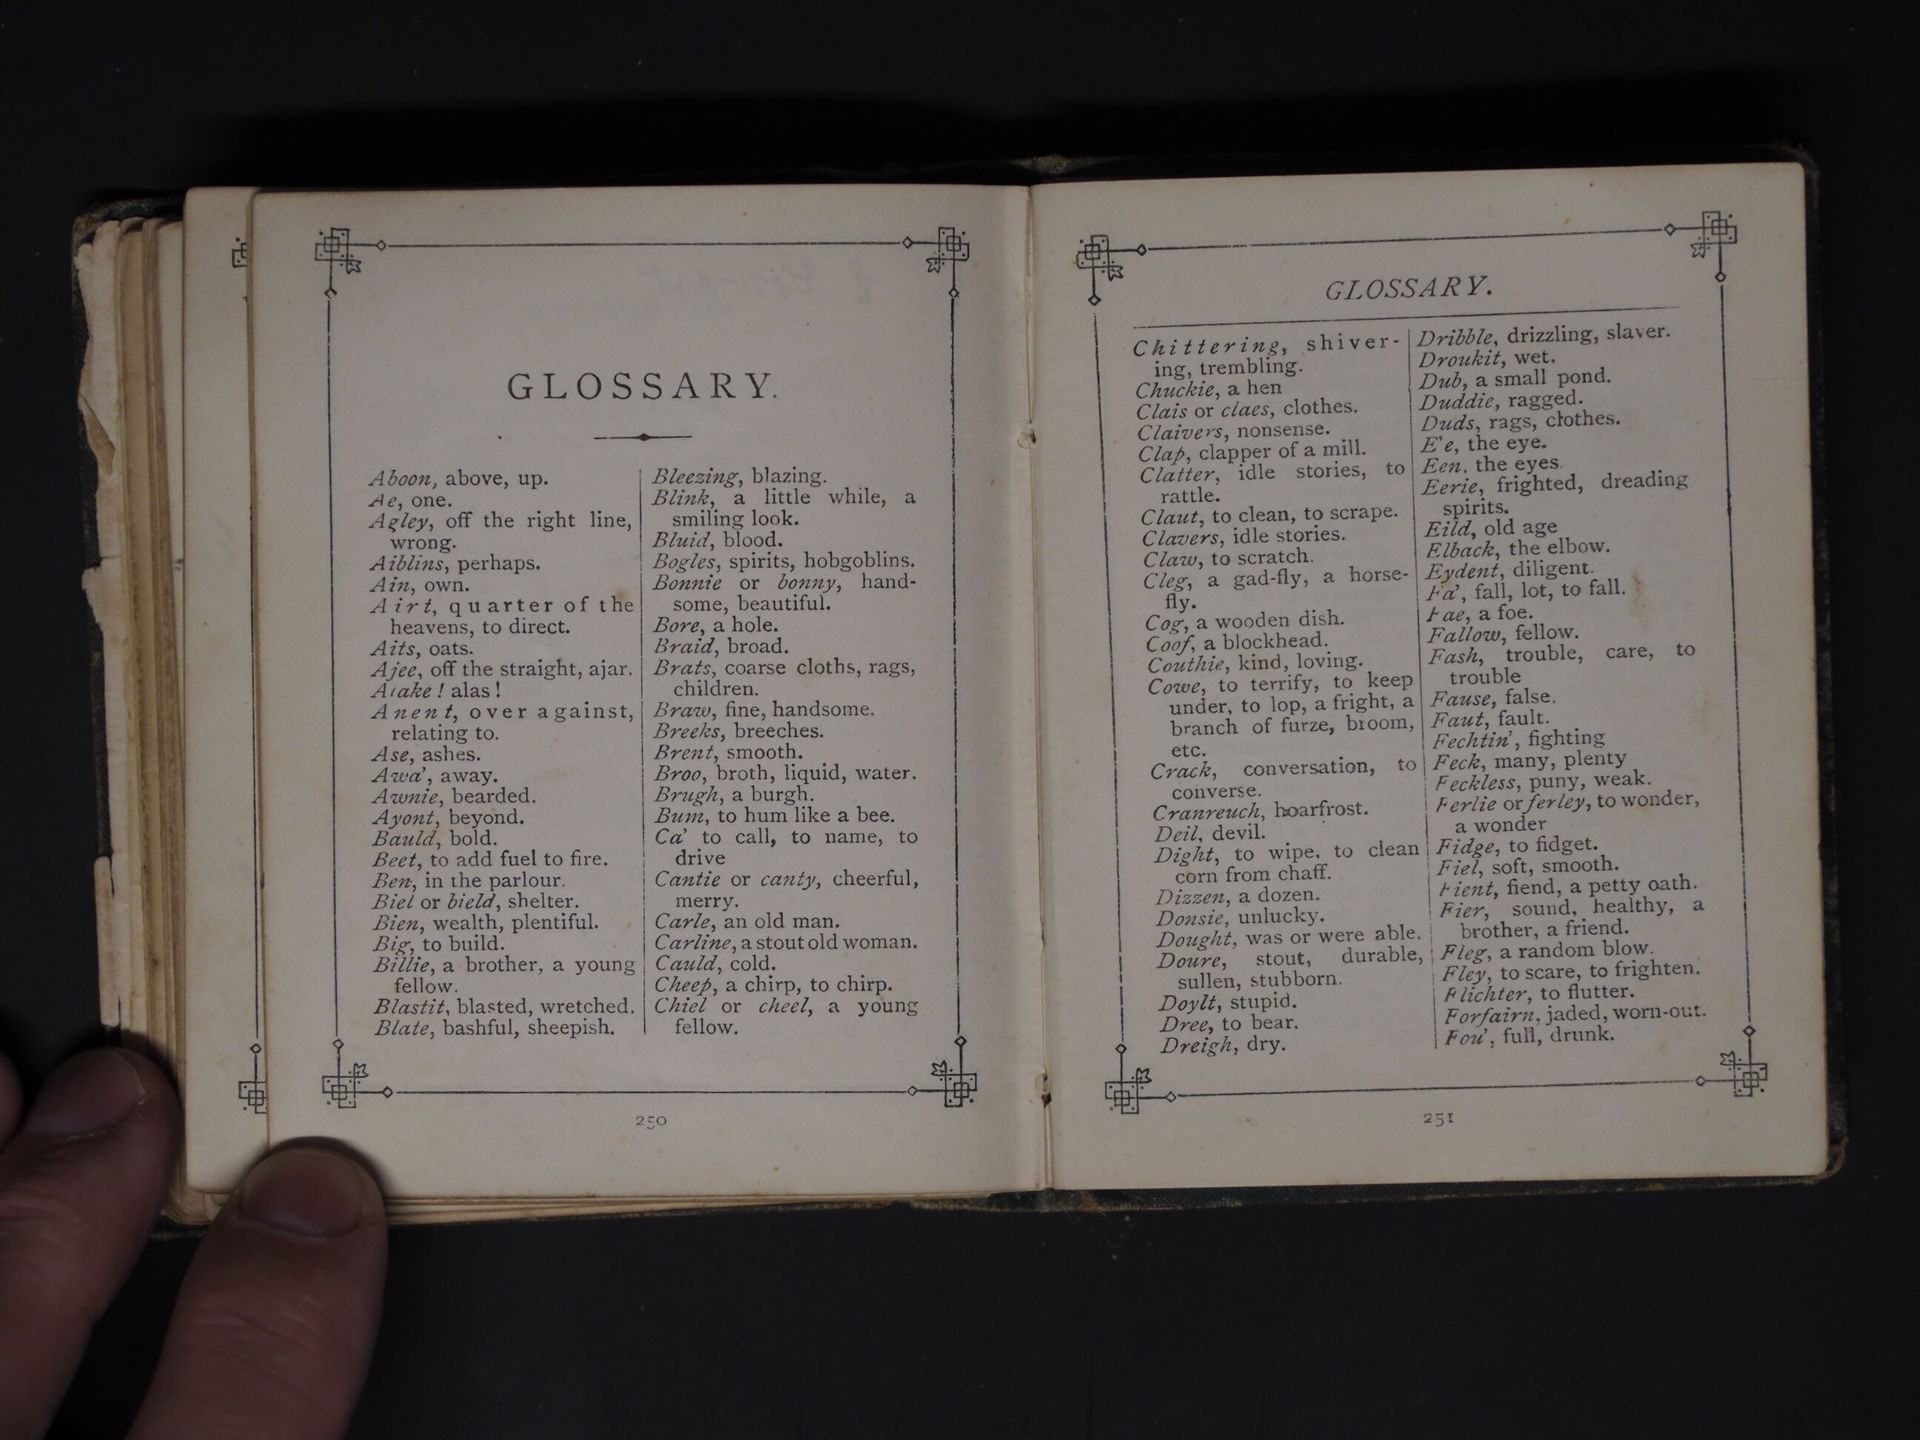 GLOSSARY.
Aboon, above, up.
Ae, one.
Agley, off the right line,
wrong.
Aiblins, perhaps.
Ain, own.
Airt, quarter of the
heavens, to direct.
Aits, oats.
Ajee, off the straight, ajar.
Alake! alas!
Anent, over against,
relating to.
Ase, ashes.
Awa', away.
Awnie, bearded.
Ayont, beyond.
Bauld, bold.
Beet, to add fuel to fire.
Ben, in the parlour.
Biel or bield, shelter.
Bien, wealth, plentiful.
Big, to build.
Billie, a brother, a young
fellow.
Blastit, blasted, wretched.
Blate, bashful, sheepish.
Bleezing, blazing.
Blink, a little while, a
smiling look.
Bluid, blood.
Bogles, spirits, hobgoblins.
Bonnie or bonny, hand-
some, beautiful.
Bore, a hole.
Braid, broad.
Brats, coarse cloths, rags,
children.
Braw, fine, handsome.
Breeks, breeches.
Brent, smooth.
Broo, broth, liquid, water.
Brugh, a burgh.
Bum, to hum like a bee.
Ca' to call, to name, to
drive
Cantie or canty, cheerful,
merry.
Carle, an old man.
Carline, a stout old woman.
Cauld, cold.
Cheep, a chirp, to chirp.
Chiel or cheel, a young
fellow.
250
GLOSSARY.
Chittering, shiver-
ing, trembling.
Chuckie, a hen
Clais or claes, clothes.
Claivers, nonsense.
Clap, clapper of a mill.
Clatter, idle stories, to
rattle.
Claut, to clean, to scrape.
Clavers, idle stories.
Claw, to scratch.
Cleg, a gad-fly, a horse-
fly.
Cog, a wooden dish.
Coof, a blockhead.
Couthie, kind, loving.
Cowe, to terrify, to keep
under, to lop, a fright, a
branch of furze, broom,
etc.
Crack, conversation, to
converse.
Cranreuch, hoarfrost.
Deil, devil.
Dight, to wipe, to clean
corn from chaff.
Dizzen, a dozen.
Donsie, unlucky.
Dought, was or were able.
Doure, stout, durable,
sullen, stubborn.
Doylt, stupid.
Dree, to bear.
Dreigh, dry.
Dribble, drizzling, slaver.
Droukit, wet.
Dub, a small pond.
Duddie, ragged.
Duds, rags, clothes.
E'e, the eye.
Een, the eyes.
Eerie, frighted, dreading
spirits.
Eild, old age
Elback, the elbow.
Eydent, diligent.
Fa', fall, lot, to fall.
Fae, a foe.
Fallow, fellow.
Fash, trouble, care, to
trouble
Fause, false.
Faut, fault.
Fechtin', fighting
Feck, many, plenty
Feckless, puny, weak.
Ferlie or ferley, to wonder,
a wonder
Fidge, to fidget.
Fiel, soft, smooth.
Fient, fiend, a petty oath.
Fier, sound, healthy, a
brother, a friend.
Fleg, a random blow.
Fley, to scare, to frighten.
Flichter, to flutter.
Forfairn, jaded, worn-out.
Fou', full, drunk.
251